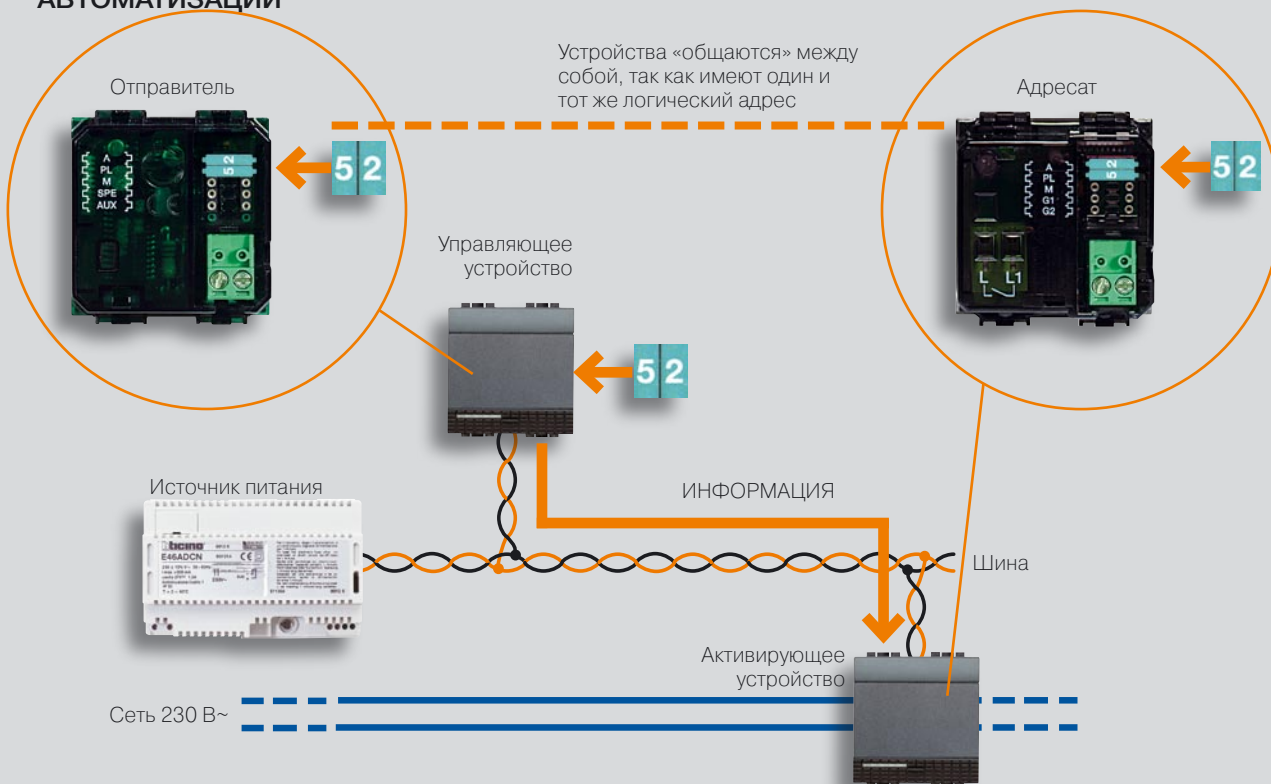 АВТОМАТИЗАЦИИ
Устройства «общаются» между
собой, так как имеют один и
тот же логический адрес
Отправитель
Адресат
A
PL
M
SPE
AUX
5 2
5 2
A
PL
M
G1
G2
L L1
5 2
5 2
Управляющее
устройство
5 2
Источник питания
ИНФОРМАЦИЯ
bticino
E46ADCN
Шина
Активирующее
устройство
Сеть 230 В~